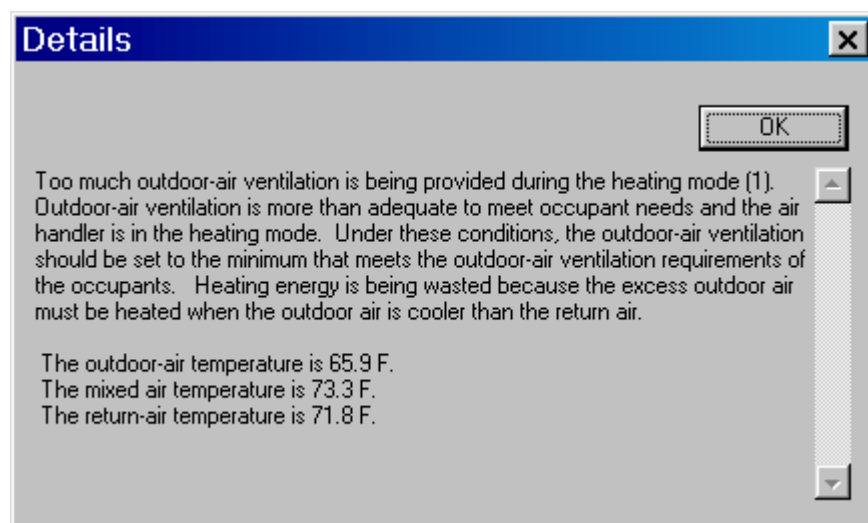 Details
OK
Too much outdoor-air ventilation is being provided during the heating mode (1).
Outdoor-air ventilation is more than adequate to meet occupant needs and the air
handler is in the heating mode.  Under these conditions, the outdoor-air ventilation
should be set to the minimum that meets the outdoor-air ventilation requirements of
the occupants.   Heating energy is being wasted because the excess outdoor air
must be heated when the outdoor air is cooler than the return air.
The outdoor-air temperature is 65.9 F.
The mixed air temperature is 73.3 F.
The return-air temperature is 71.8 F.